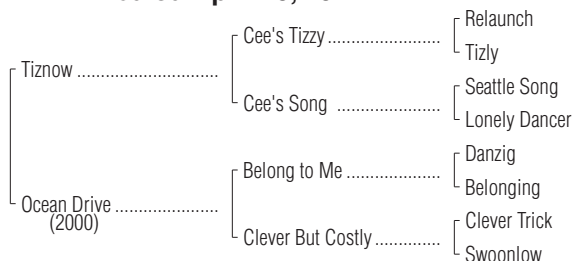 Relaunch
Cee's Tizzy ........................
Tizly
Tiznow ..............................
Seattle Song
Cee's Song ......................
Lonely Dancer
Danzig
Belong to Me ....................
Belonging
Ocean Drive ......................
(2000)
Clever Trick
Clever But Costly..............
Swoonlow